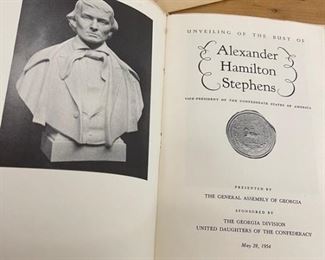 UNVEILING OF THE BUST OF
Alexander
Hamilton
Stephens
VICE PRESIDENT OF THE CONFEDERATE STATES OF AMERICA
PRESENTED BY
THE GENERAL ASSEMBLY OF GEORGIA
SPONSORED BY
THE GEORGIA DIVISION
UNITED DAUGHTERS OF THE CONFEDERACY
May 28, 1954